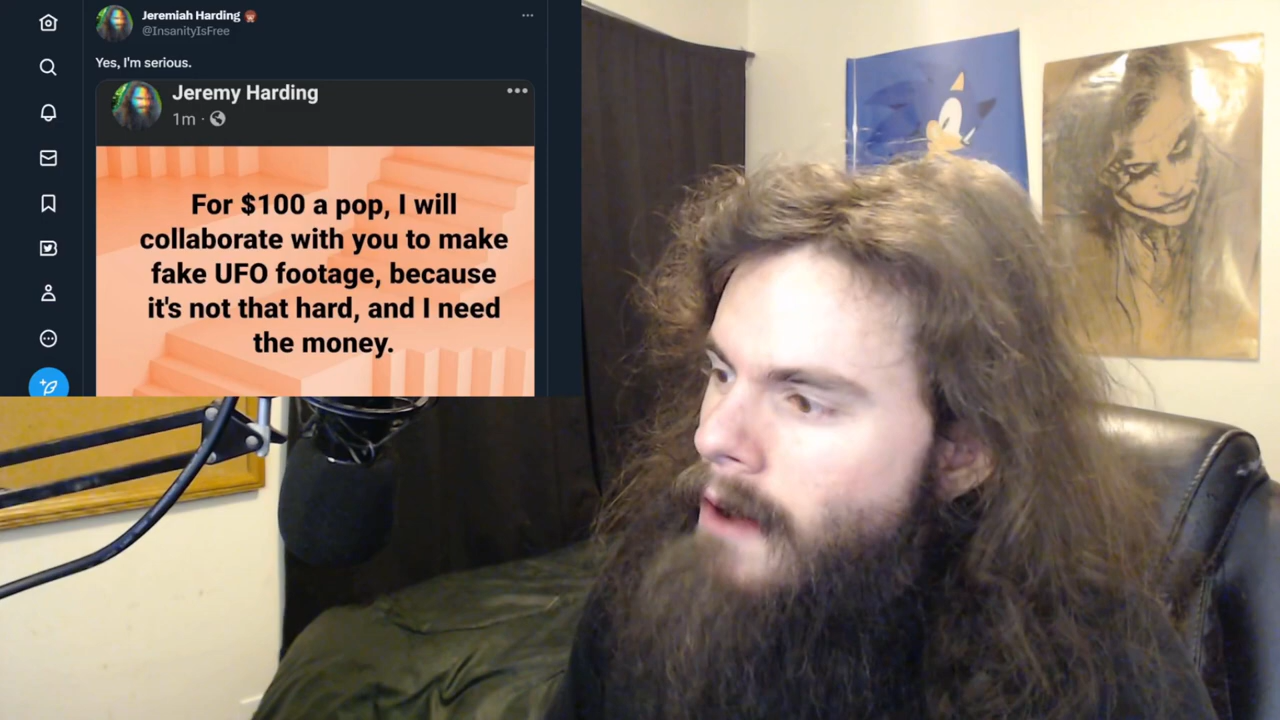 Jeremiah Harding
@InsanityIsFree
Yes, I'm serious.
Jeremy Harding
1m ·
For $100 a pop, I will
collaborate with you to make
fake UFO footage, because
it's not that hard, and I need
the money.